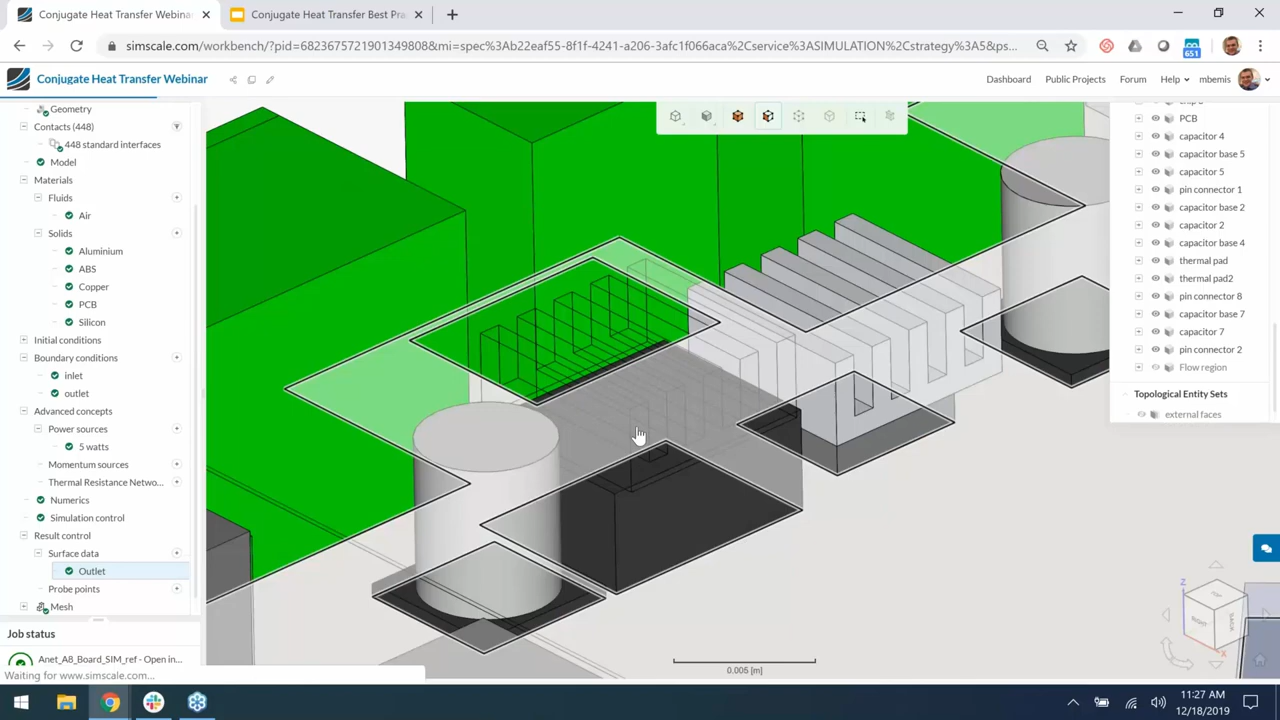 Conjugate Heat Transfer Webinar
Conjugate Heat Transfer Best Pra
simscale.com/workbench/?pid=6823675721901349808&mi=spec%3Ab22eaf55-8f1f-4241-a206-3afc1f066aca%2Cservice%3ASIMULATION%2Cstrategy%3A5&ps...
651
Conjugate Heat Transfer Webinar
Dashboard
Public Projects
Forum
Help
mbemis
Geometry
Contacts (448)
448 standard interfaces
Model
Materials
Fluids
Air
Solids
Aluminium
ABS
Copper
PCB
Silicon
Initial conditions
Boundary conditions
inlet
outlet
Advanced concepts
Power sources
5 watts
Momentum sources
Thermal Resistance Netwo...
Numerics
Simulation control
Result control
Surface data
Outlet
Probe points
Mesh
Job status
Anet_A8_Board_SIM_ref - Open in...
Waiting for www.simscale.com...
PCB
capacitor 4
capacitor base 5
capacitor 5
pin connector 1
capacitor base 2
capacitor 2
capacitor base 4
thermal pad
thermal pad2
pin connector 8
capacitor base 7
capacitor 7
pin connector 2
Flow region
Topological Entity Sets
external faces
0.005 [m]
Z
TOP
RIGHT
BACK
X
11:27 AM
12/18/2019